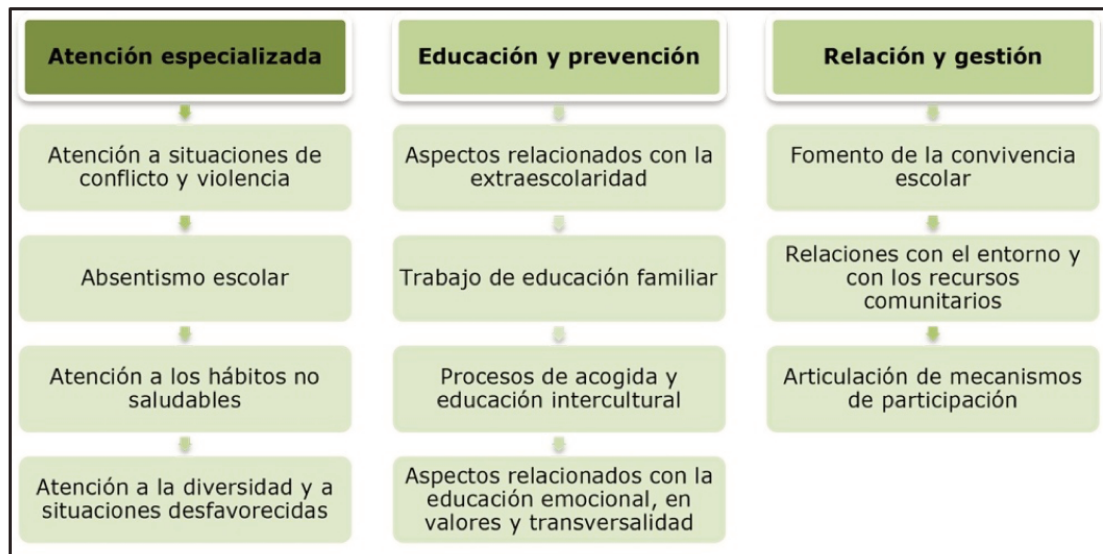 Atención especializada
Atención a situaciones de
conflicto y violencia
Absentismo escolar
Atención a los hábitos no
saludables
Atención a la diversidad y a
situaciones desfavorecidas
Educación y prevención
Aspectos relacionados con la
extraescolaridad
Trabajo de educación familiar
Procesos de acogida y
educación intercultural
Aspectos relacionados con la
educación emocional, en
valores y transversalidad
Relación y gestión
Fomento de la convivencia
escolar
Relaciones con el entorno y
con los recursos
comunitarios
Articulación de mecanismos
de participación